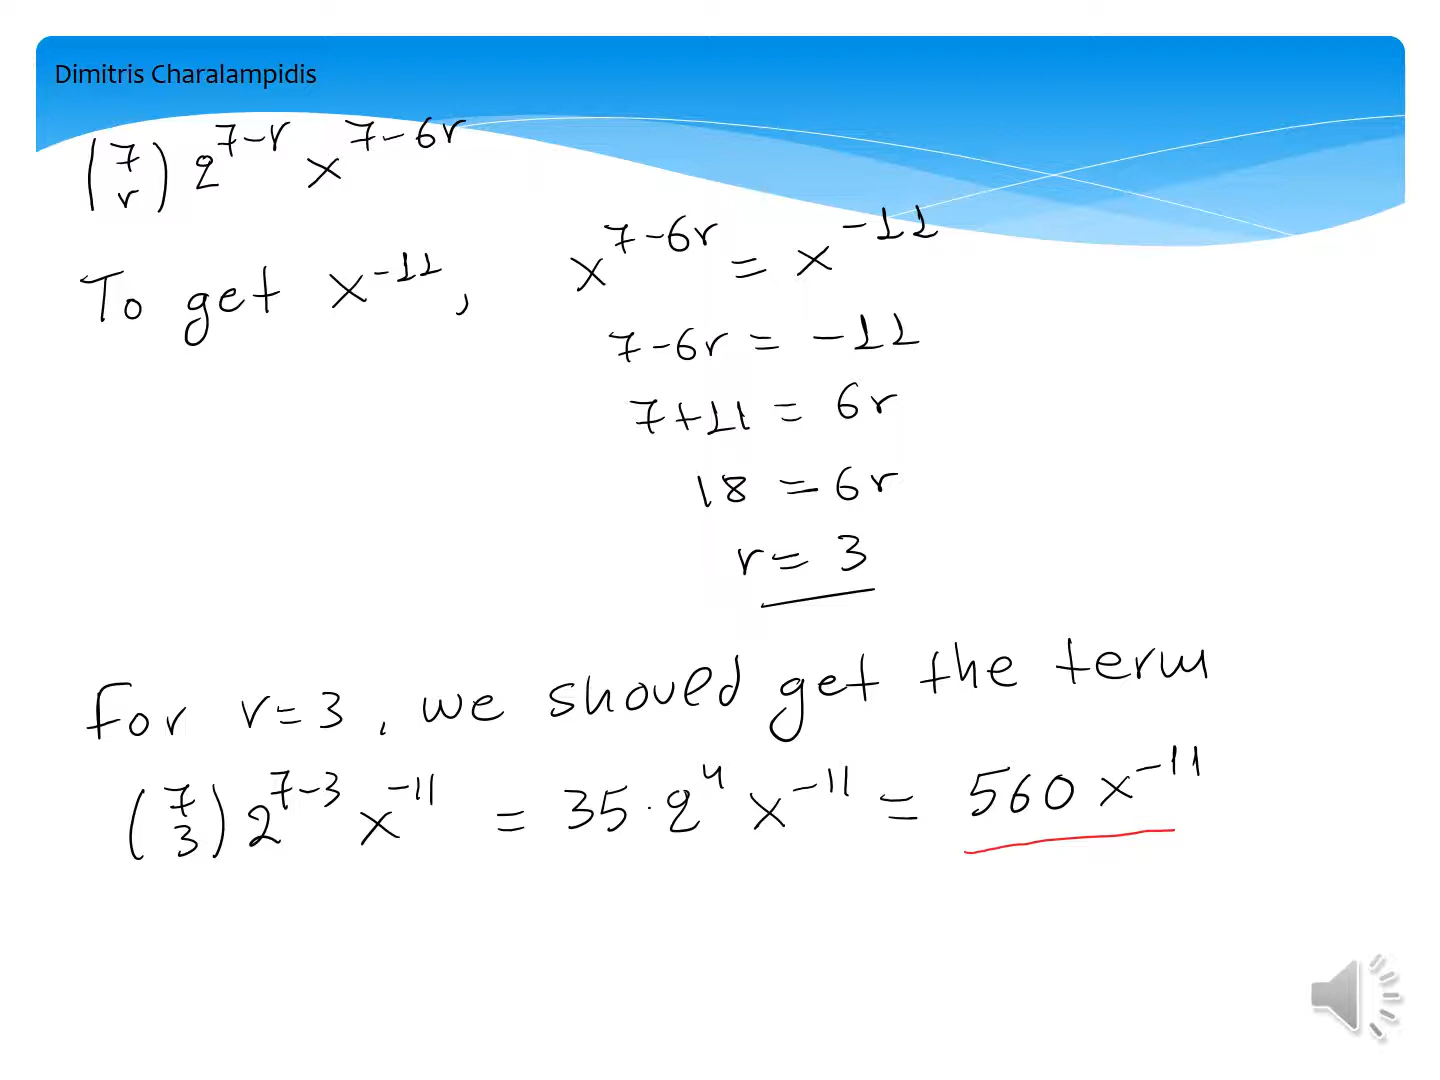 Dimitris Charalampidis
(7 r) 2^{7-r} x^{7-6r}
To get x^{-11}, x^{7-6r} = x^{-11}
7-6r = -11
7+11 = 6r
18 = 6r
r = 3
For r=3, we should get the term
(7 3) 2^{7-3} x^{-11} = 35 · 2^4 x^{-11} = 560 x^{-11}